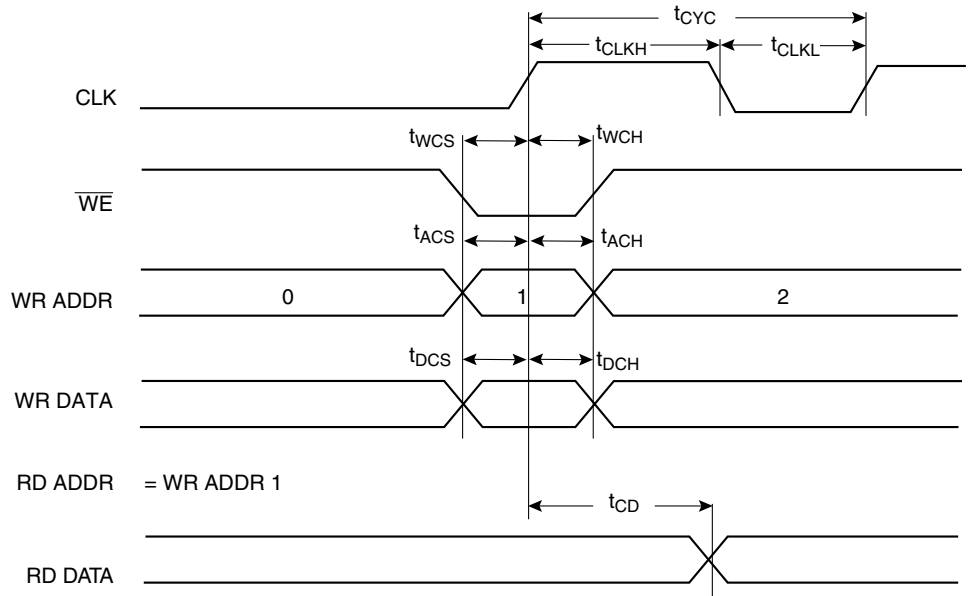 tCYC
tCLKH tCLKL
CLK
tWCS tWCH
WE
tACS tACH
WR ADDR 0 1 2
tDCS tDCH
WR DATA
RD ADDR = WR ADDR 1
tCD
RD DATA